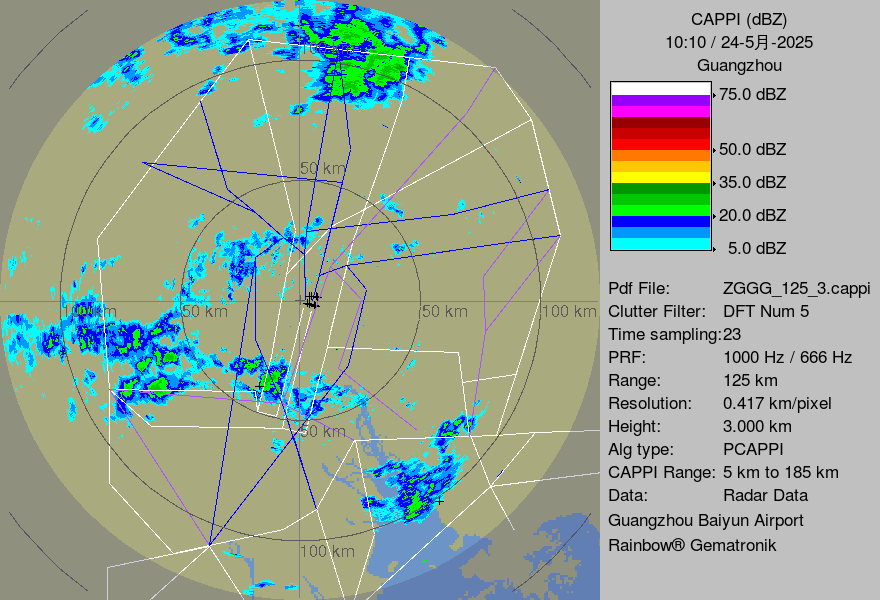 CAPPI (dBZ)
10:10 / 24-5月-2025
Guangzhou
75.0 dBZ
50.0 dBZ
35.0 dBZ
20.0 dBZ
5.0 dBZ
Pdf File: ZGGG_125_3.cappi
Clutter Filter: DFT Num 5
Time sampling:23
PRF: 1000 Hz / 666 Hz
Range: 125 km
Resolution: 0.417 km/pixel
Height: 3.000 km
Alg type: PCAPPI
CAPPI Range: 5 km to 185 km
Data: Radar Data
Guangzhou Baiyun Airport
Rainbow® Gematronik
50 km
100 km
50 km
50 km
100 km
50 km
100 km